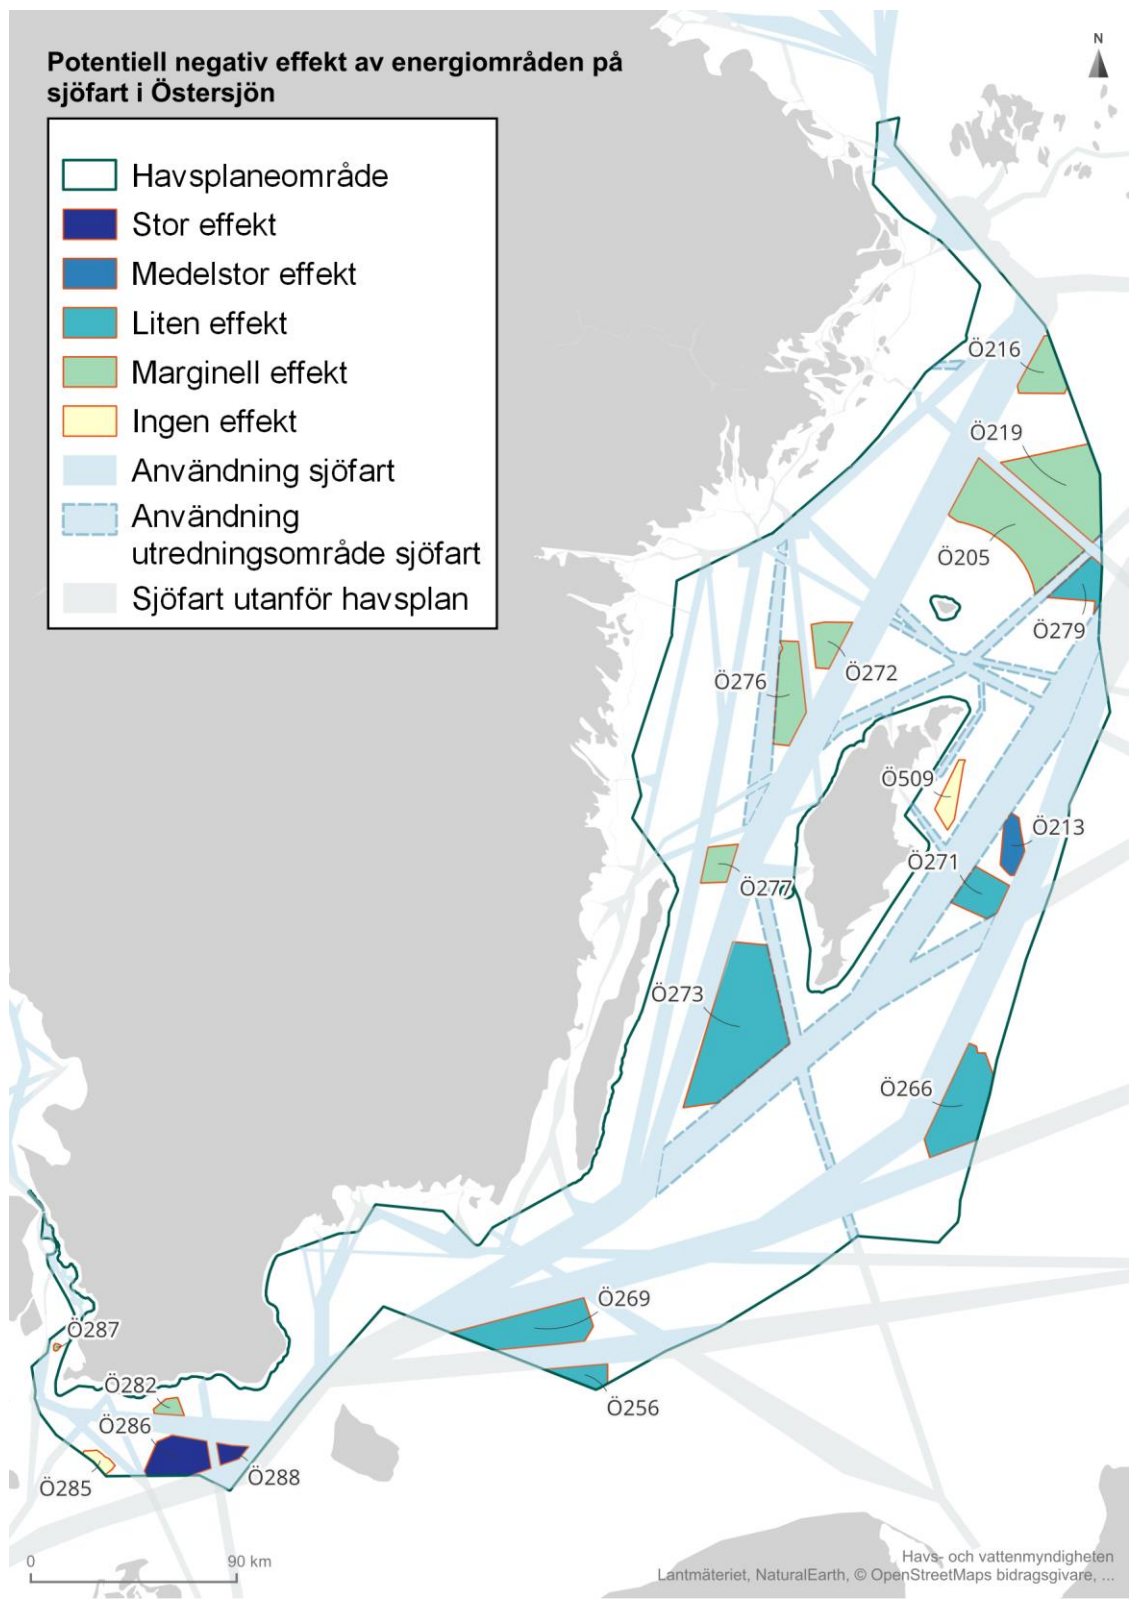 Potentiell negativ effekt av energiområden på
sjöfart i Östersjön
N
Havsplaneområde
Stor effekt
Medelstor effekt
Liten effekt
Marginell effekt
Ingen effekt
Användning sjöfart
Användning
utredningsområde sjöfart
Sjöfart utanför havsplan
Ö216
Ö219
Ö205
Ö279
Ö272
Ö276
Ö509
Ö213
Ö271
Ö277
Ö273
Ö266
Ö269
Ö287
Ö282
Ö256
Ö286
Ö288
Ö285
0 90 km
Havs- och vattenmyndigheten
Lantmäteriet, NaturalEarth, © OpenStreetMaps bidragsgivare, ...